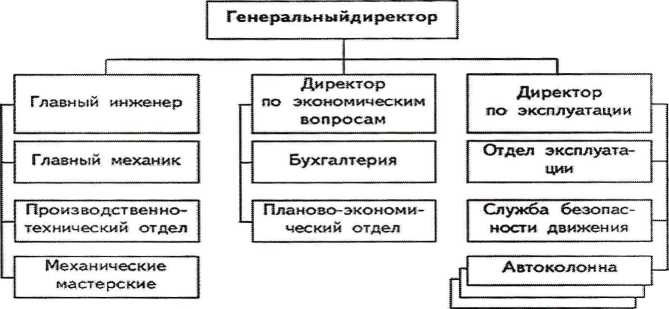 Генеральныйдиректор
Главный инженер
Директор
по экономическим
вопросам
Директор
по эксплуатации
Главный механик
Бухгалтерия
Отдел эксплуата-
ции
Производственно-
технический отдел
Планово-экономи-
ческий отдел
Служба безопас-
ности движения
Механические
мастерские
Автоколонна